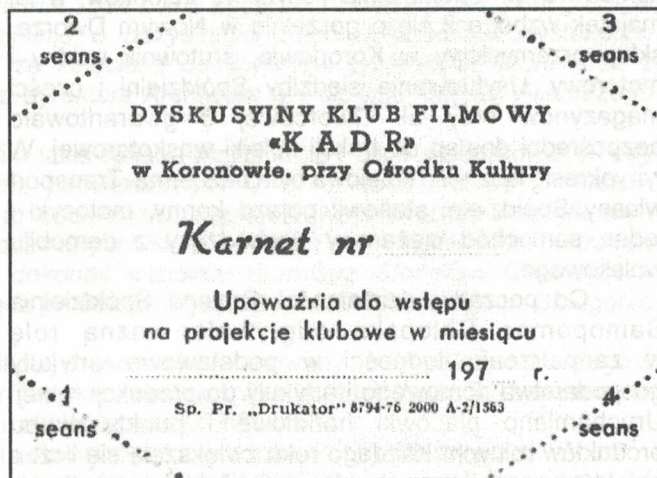 2
seans
3
seans
DYSKUSYJNY KLUB FILMOWY
«KADR»
w Koronowie. przy Ośrodku Kultury
Karnet nr
Upoważnia do wstępu
na projekcje klubowe w miesiącu
197 r.
Sp. Pr. „Drukator" 8794-76 2000 A-2/1563
1
seans
4
seans